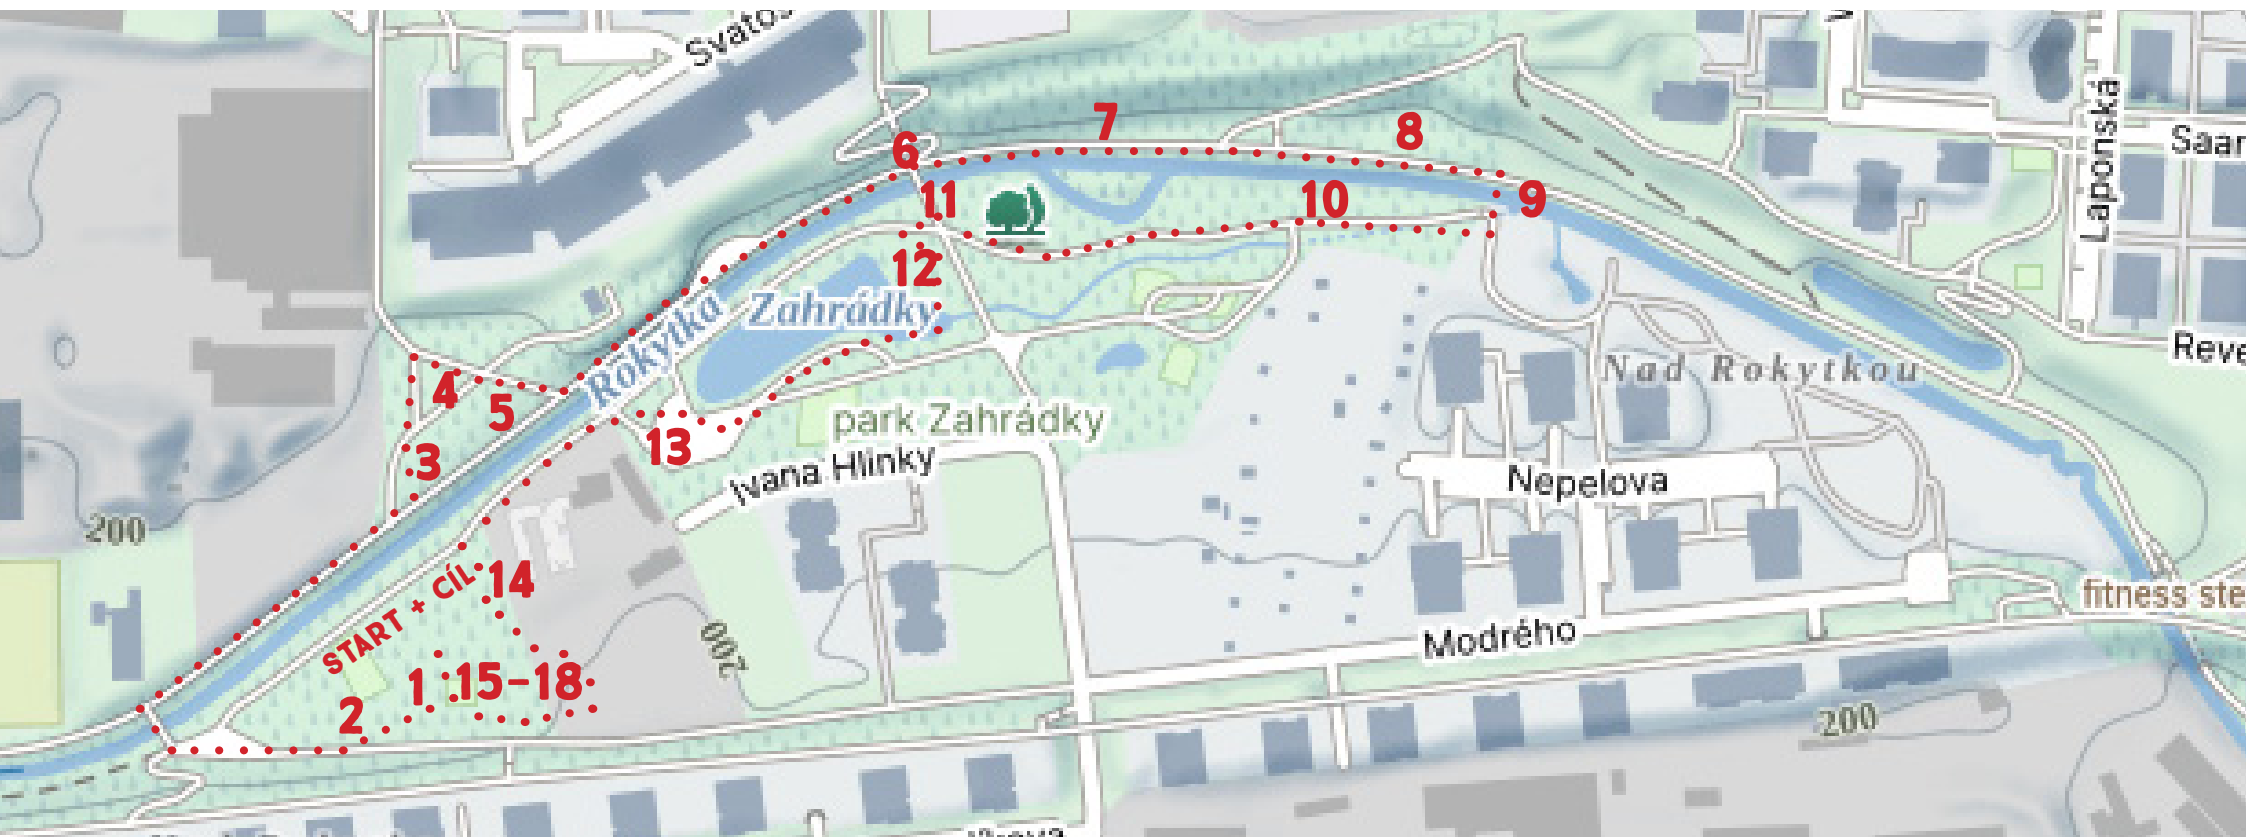 Laponská
Saar
7
8
6
11
10
9
12
Zahrádky
Rokytka
Reve
Nad Rokytkou
4
5
park Zahrádky
13
3
Ivana Hlinky
Nepelova
200
14
START + CÍL
fitness ste
Modrého
200
1
15–18
2
200